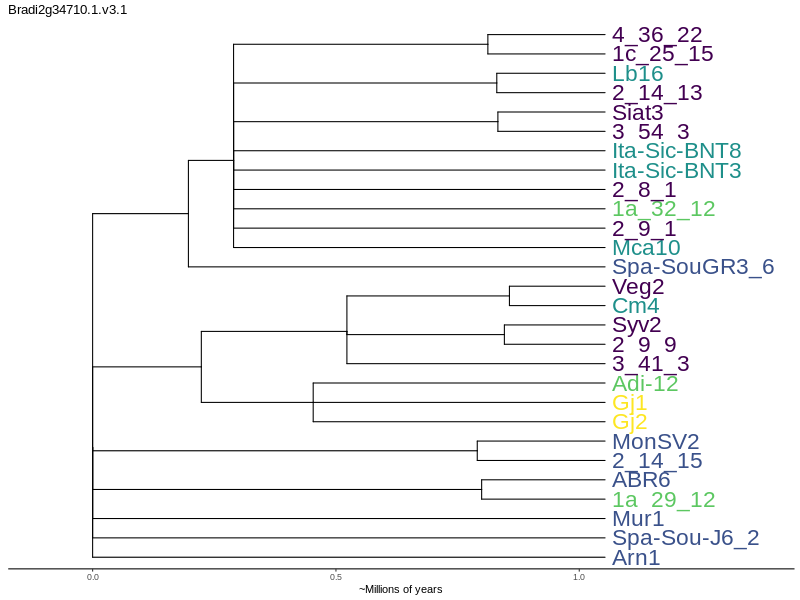 Bradi2g34710.1.v3.1
4_36_22
1c_25_15
Lb16
2_14_13
Siat3
3_54_3
Ita-Sic-BNT8
Ita-Sic-BNT3
2_8_1
1a_32_12
2_9_1
Mca10
Spa-SouGR3_6
Veg2
Cm4
Syv2
2_9_9
3_41_3
Adi-12
Gj1
Gj2
MonSV2
2_14_15
ABR6
1a_29_12
Mur1
Spa-Sou-J6_2
Arn1
0.0 0.5 1.0
~Millions of years